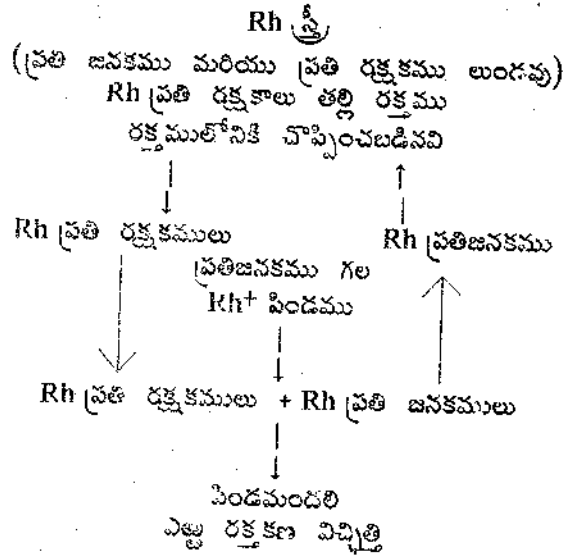 Rh స్త్రీ
(ప్రతి జనకము మరియు ప్రతి రక్షకము లుండవు)
Rh ప్రతి రక్షకాలు తల్లి రక్తము
రక్తములోనికి చొప్పించబడినవి
Rh ప్రతి రక్షకములు
Rh ప్రతిజనకము
ప్రతిజనకము గల
Rh+ పిండము
Rh ప్రతి రక్షకములు + Rh ప్రతి జనకములు
పిండమందలి
ఎఱ్ఱ రక్తకణ విచ్ఛిత్తి